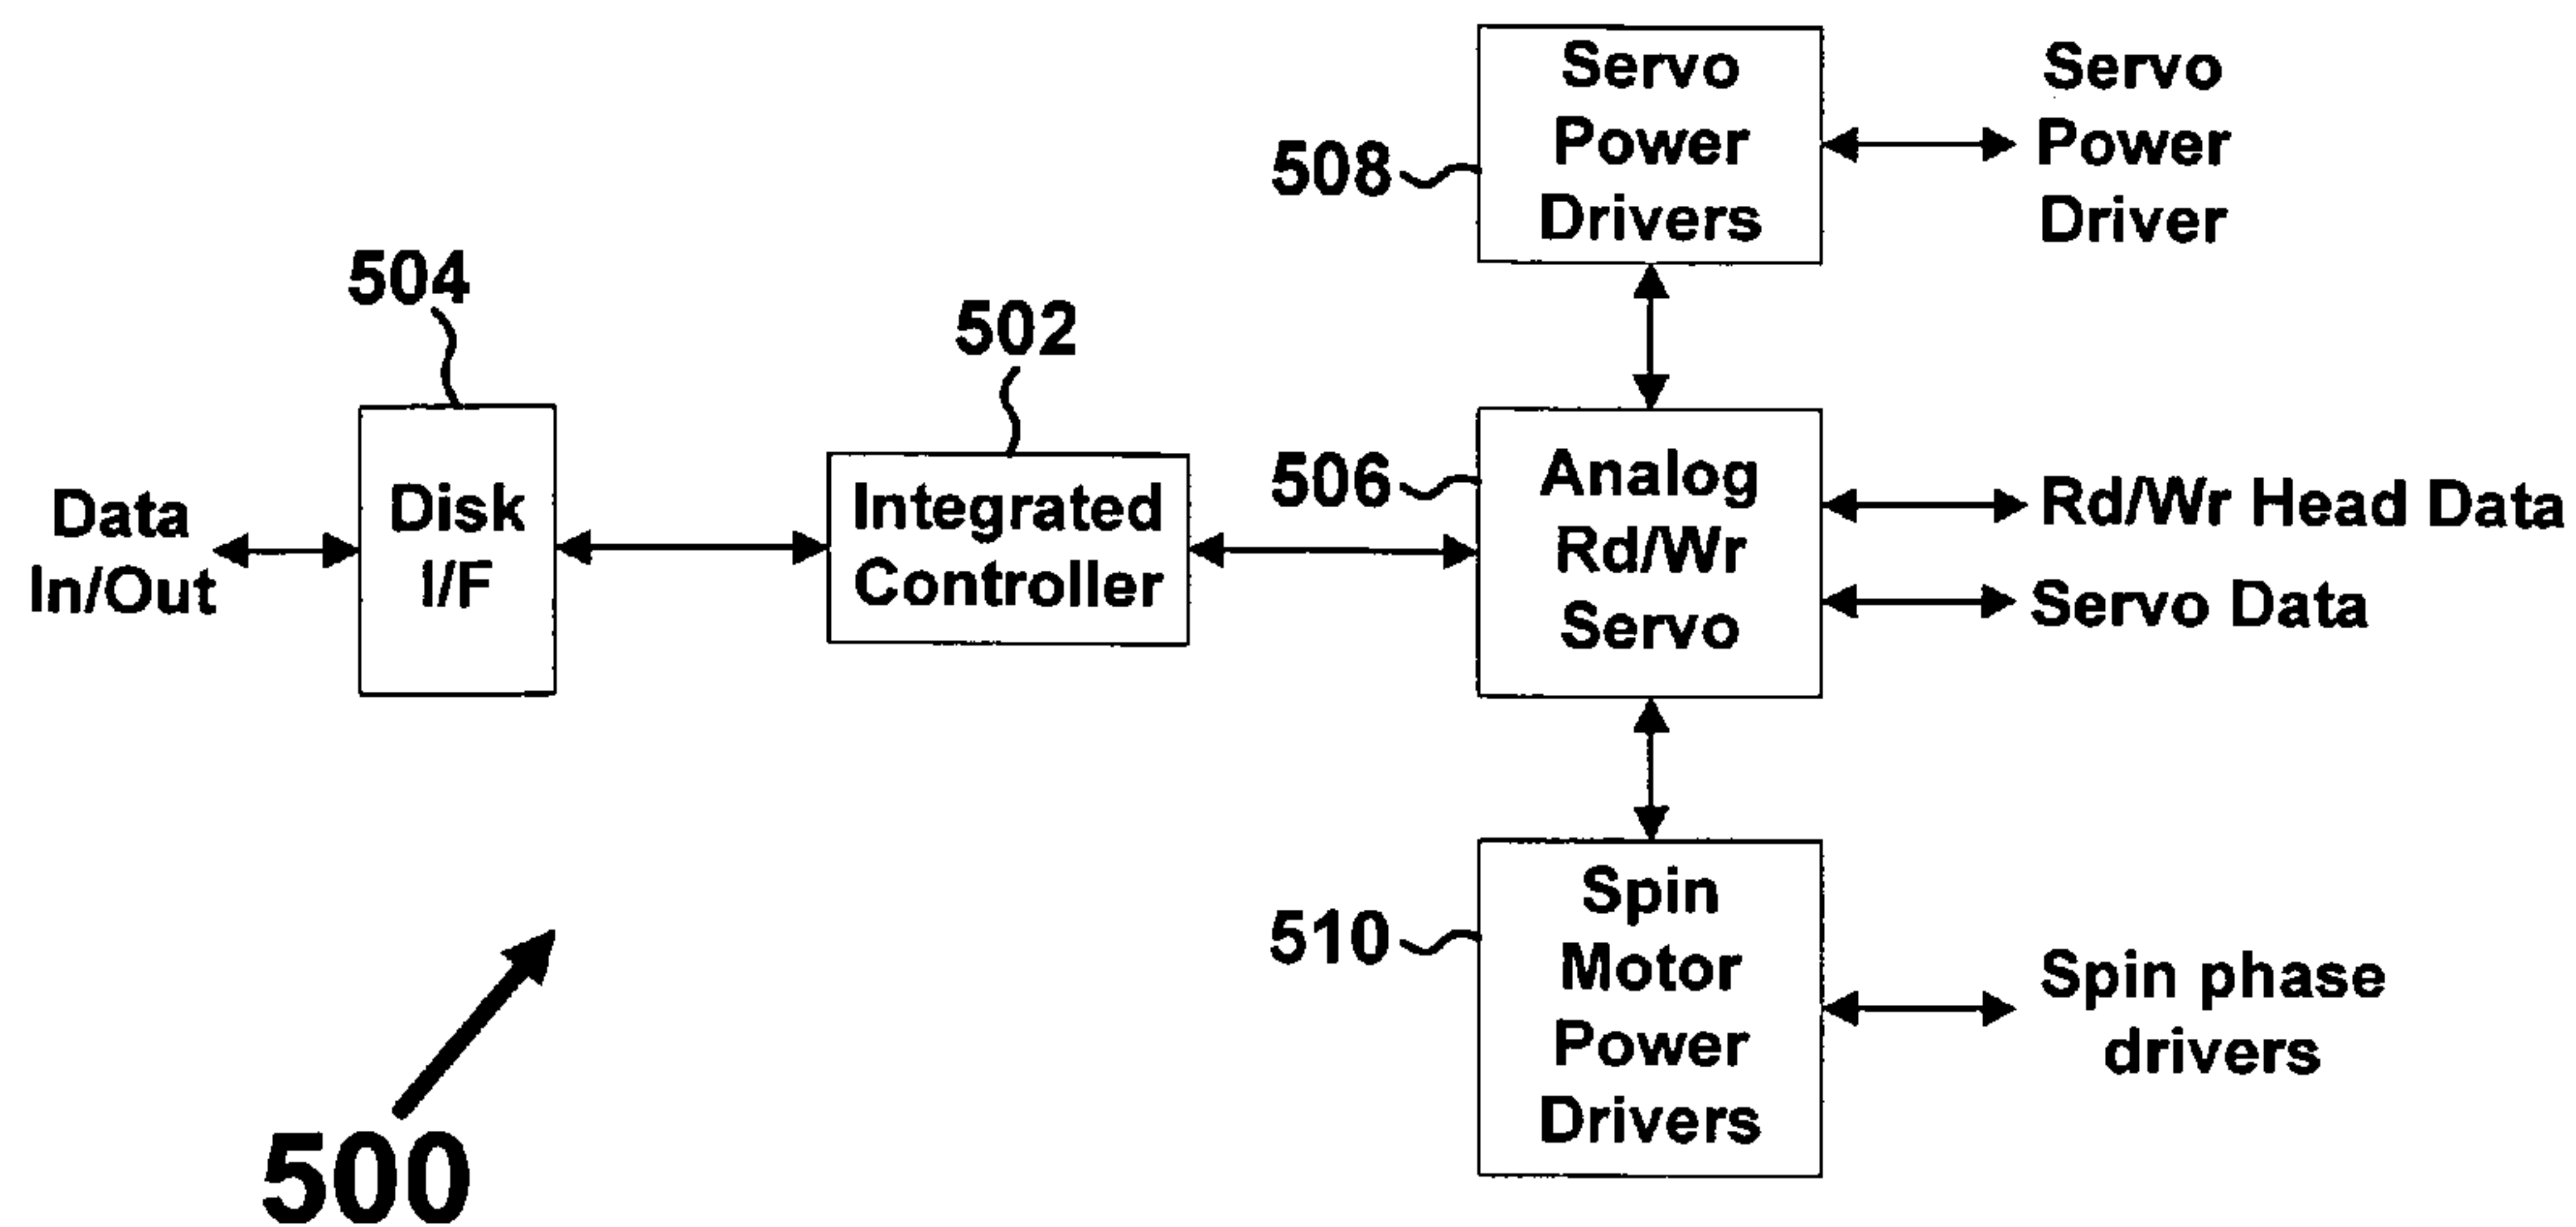 504
Data
In/Out
Disk
I/F
502
Integrated
Controller
508
Servo
Power
Drivers
Servo
Power
Driver
506
Analog
Rd/Wr
Servo
Rd/Wr Head Data
Servo Data
510
Spin
Motor
Power
Drivers
Spin phase
drivers
500